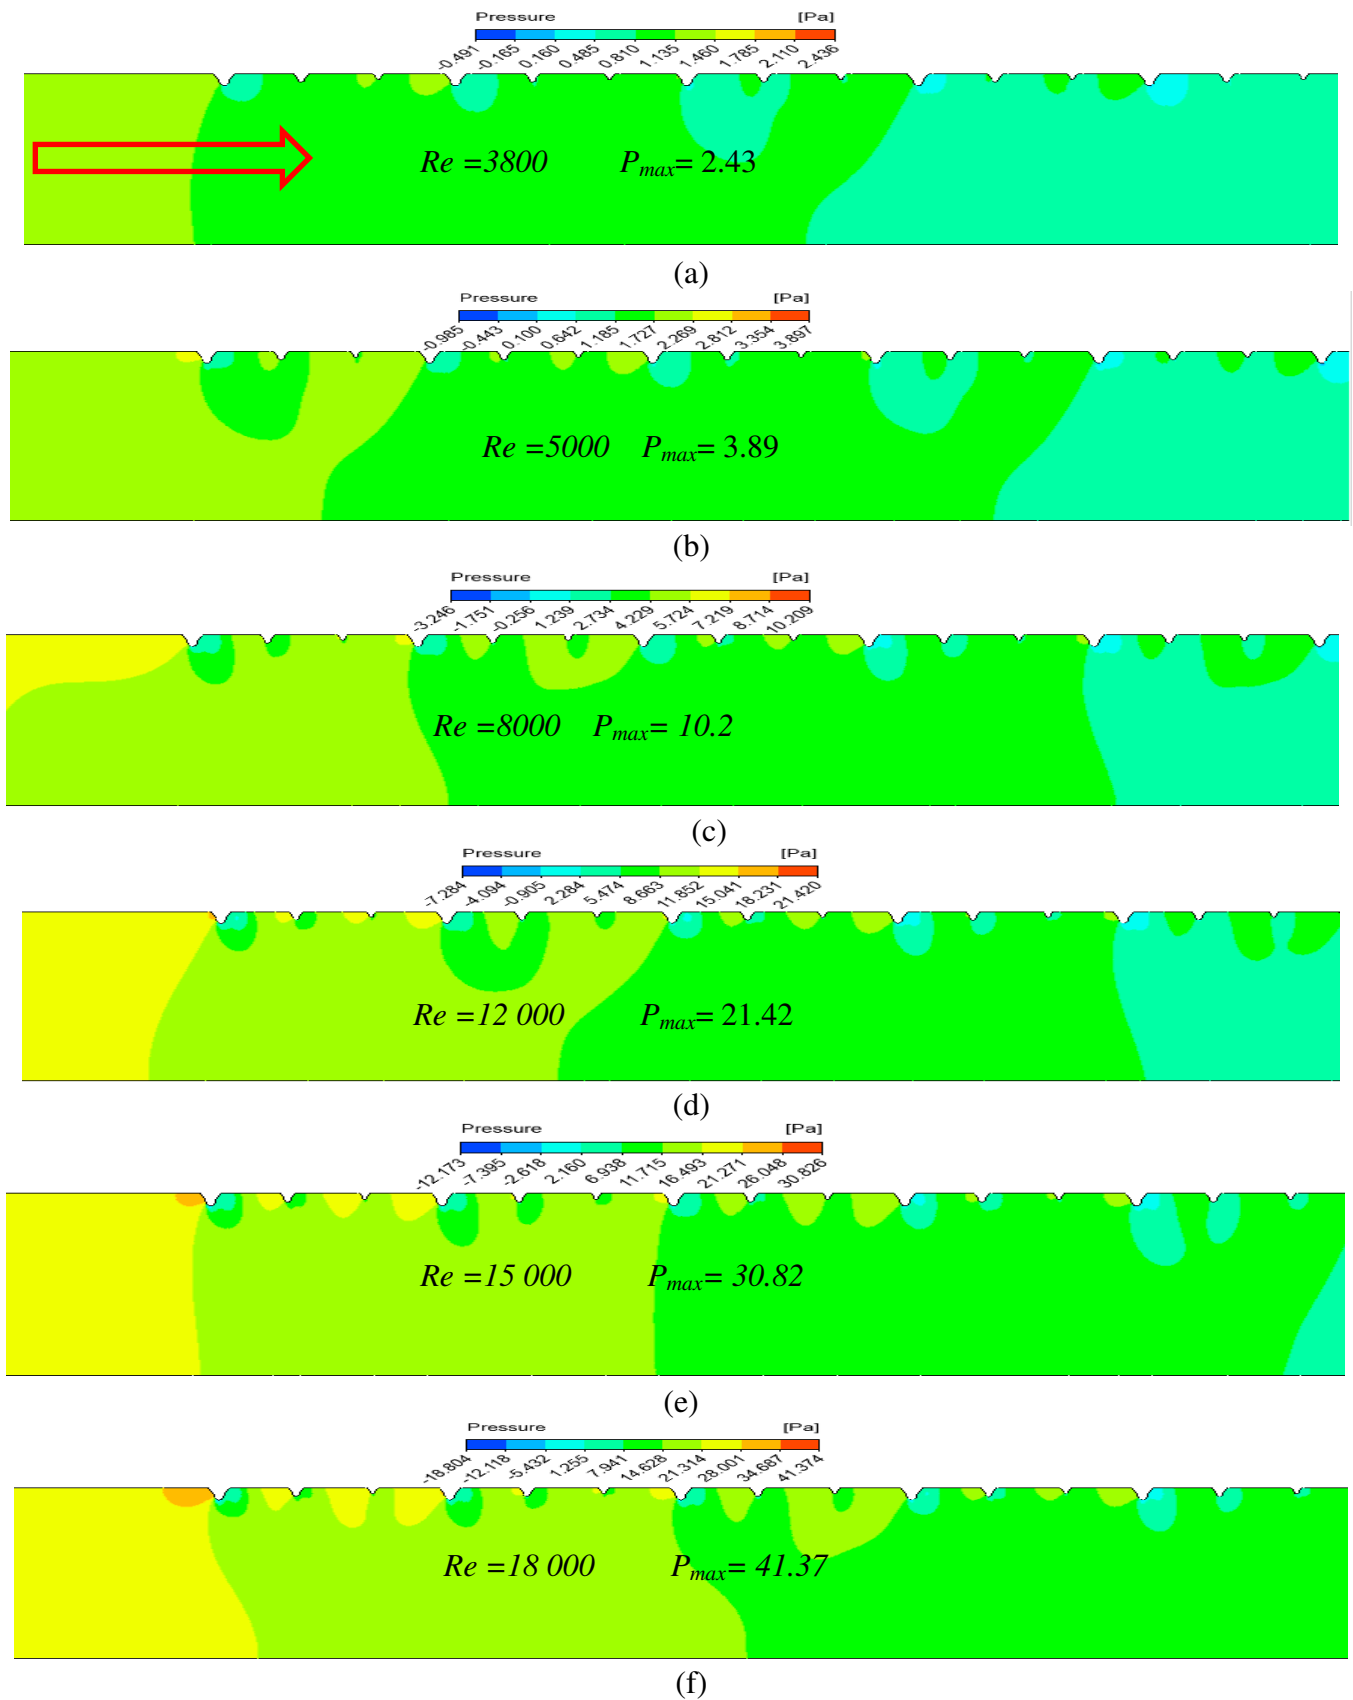 Pressure [Pa]
-0.491 -0.165 0.160 0.485 0.810 1.135 1.460 1.785 2.110 2.436
Re =3800 Pmax= 2.43
(a)
Pressure [Pa]
-0.985 -0.443 0.100 0.642 1.185 1.727 2.269 2.812 3.354 3.897
Re =5000 Pmax= 3.89
(b)
Pressure [Pa]
-3.246 -1.751 -0.256 1.239 2.734 4.229 5.724 7.219 8.714 10.209
Re =8000 Pmax= 10.2
(c)
Pressure [Pa]
-7.284 -4.094 -0.905 2.284 5.474 8.663 11.852 15.041 18.231 21.420
Re =12 000 Pmax= 21.42
(d)
Pressure [Pa]
-12.173 -7.395 -2.618 2.160 6.938 11.715 16.493 21.271 26.048 30.826
Re =15 000 Pmax= 30.82
(e)
Pressure [Pa]
-18.804 -12.118 -5.432 1.255 7.941 14.628 21.314 28.001 34.687 41.374
Re =18 000 Pmax= 41.37
(f)